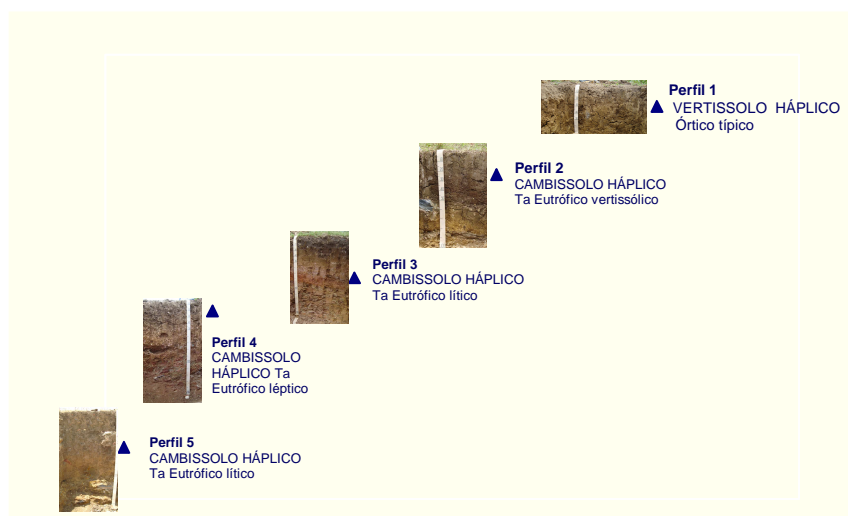 Perfil 1
VERTISSOLO HÁPLICO
Órtico típico
Perfil 2
CAMBISSOLO HÁPLICO
Ta Eutrófico vertissólico
Perfil 3
CAMBISSOLO HÁPLICO
Ta Eutrófico lítico
Perfil 4
CAMBISSOLO
HÁPLICO Ta
Eutrófico léptico
Perfil 5
CAMBISSOLO HÁPLICO
Ta Eutrófico lítico